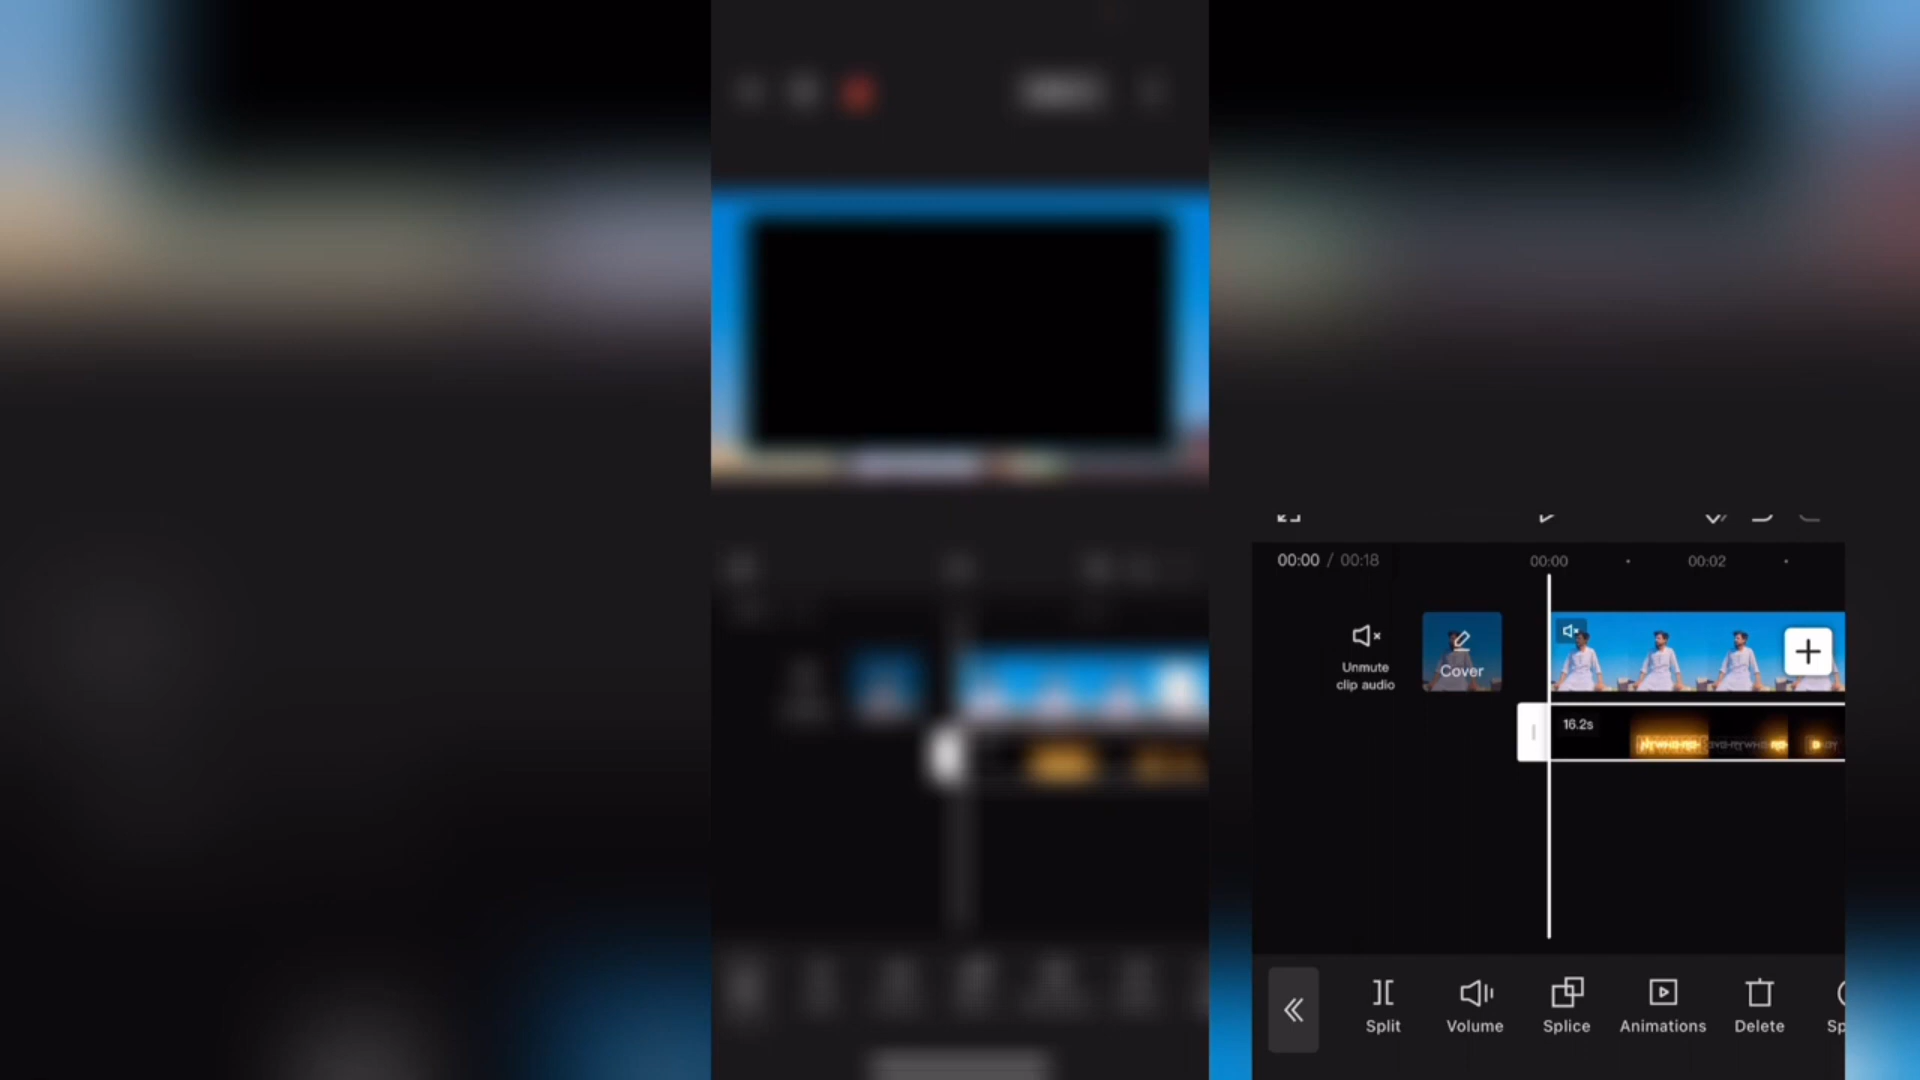 00:00 / 00:18
00:00
00:02
Unmute
clip audio
Cover
16.2s
Split
Volume
Splice
Animations
Delete
Sp